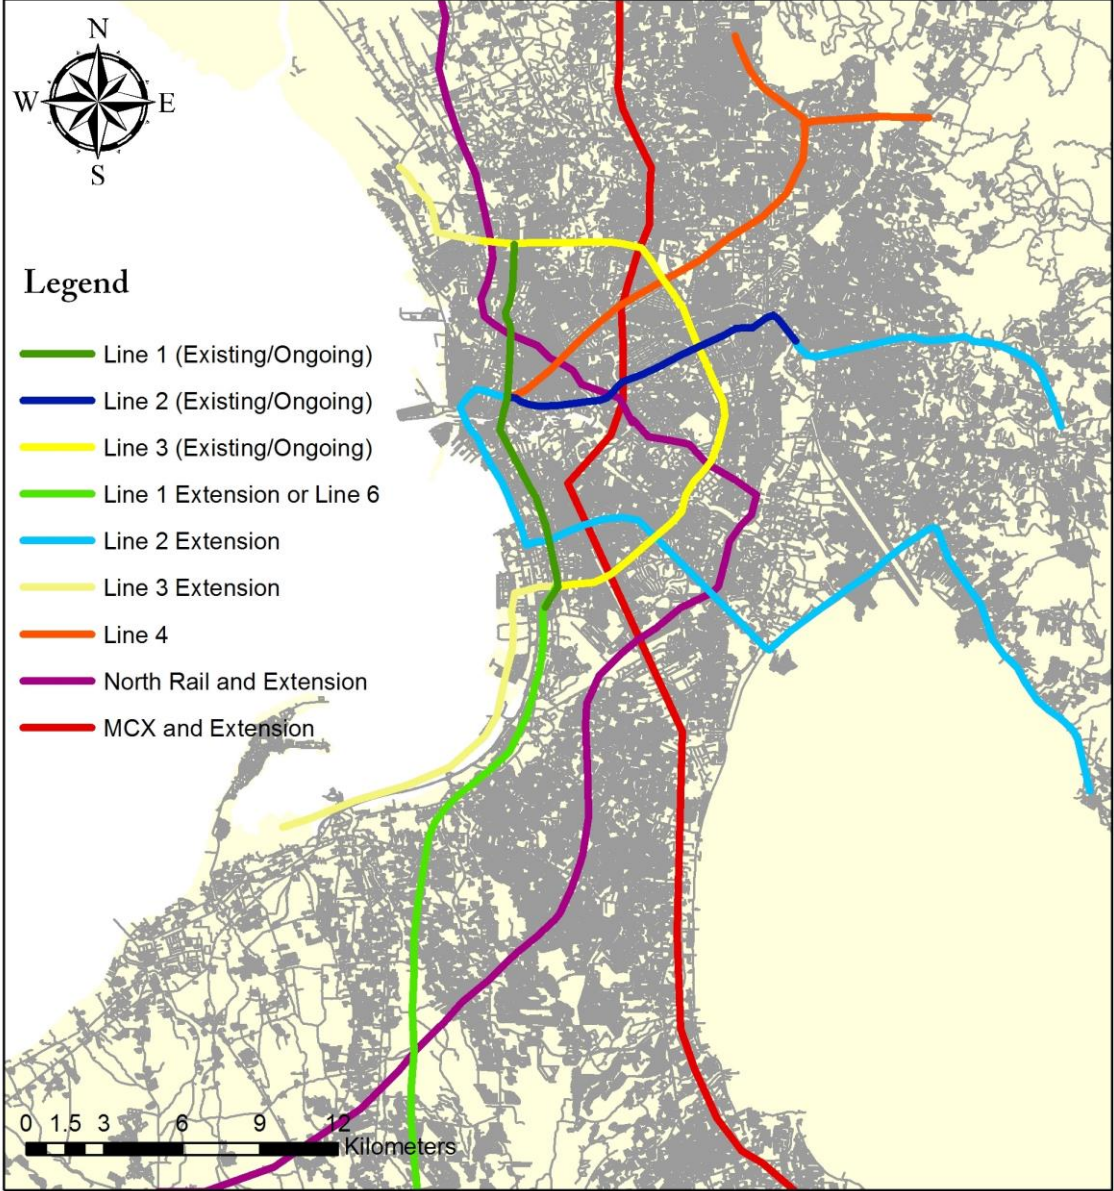 N
W E
S
Legend
Line 1 (Existing/Ongoing)
Line 2 (Existing/Ongoing)
Line 3 (Existing/Ongoing)
Line 1 Extension or Line 6
Line 2 Extension
Line 3 Extension
Line 4
North Rail and Extension
MCX and Extension
0 1.5 3 6 9 12
Kilometers